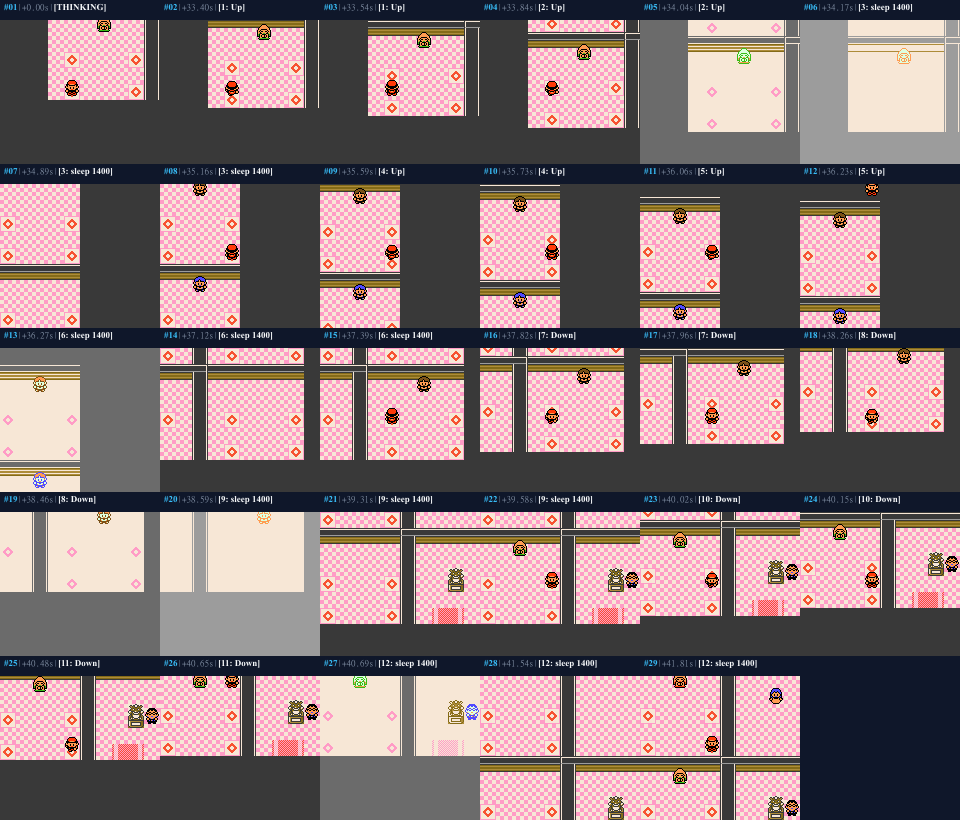 #01|+0.00s|[THINKING]
#02|+33.40s|[1: Up]
#03|+33.54s|[1: Up]
#04|+33.84s|[2: Up]
#05|+34.04s|[2: Up]
#06|+34.17s|[3: sleep 1400]
#07|+34.89s|[3: sleep 1400]
#08|+35.16s|[3: sleep 1400]
#09|+35.59s|[4: Up]
#10|+35.73s|[4: Up]
#11|+36.06s|[5: Up]
#12|+36.23s|[5: Up]
#13|+36.27s|[6: sleep 1400]
#14|+37.12s|[6: sleep 1400]
#15|+37.39s|[6: sleep 1400]
#16|+37.82s|[7: Down]
#17|+37.96s|[7: Down]
#18|+38.26s|[8: Down]
#19|+38.46s|[8: Down]
#20|+38.59s|[9: sleep 1400]
#21|+39.31s|[9: sleep 1400]
#22|+39.58s|[9: sleep 1400]
#23|+40.02s|[10: Down]
#24|+40.15s|[10: Down]
#25|+40.48s|[11: Down]
#26|+40.65s|[11: Down]
#27|+40.69s|[12: sleep 1400]
#28|+41.54s|[12: sleep 1400]
#29|+41.81s|[12: sleep 1400]